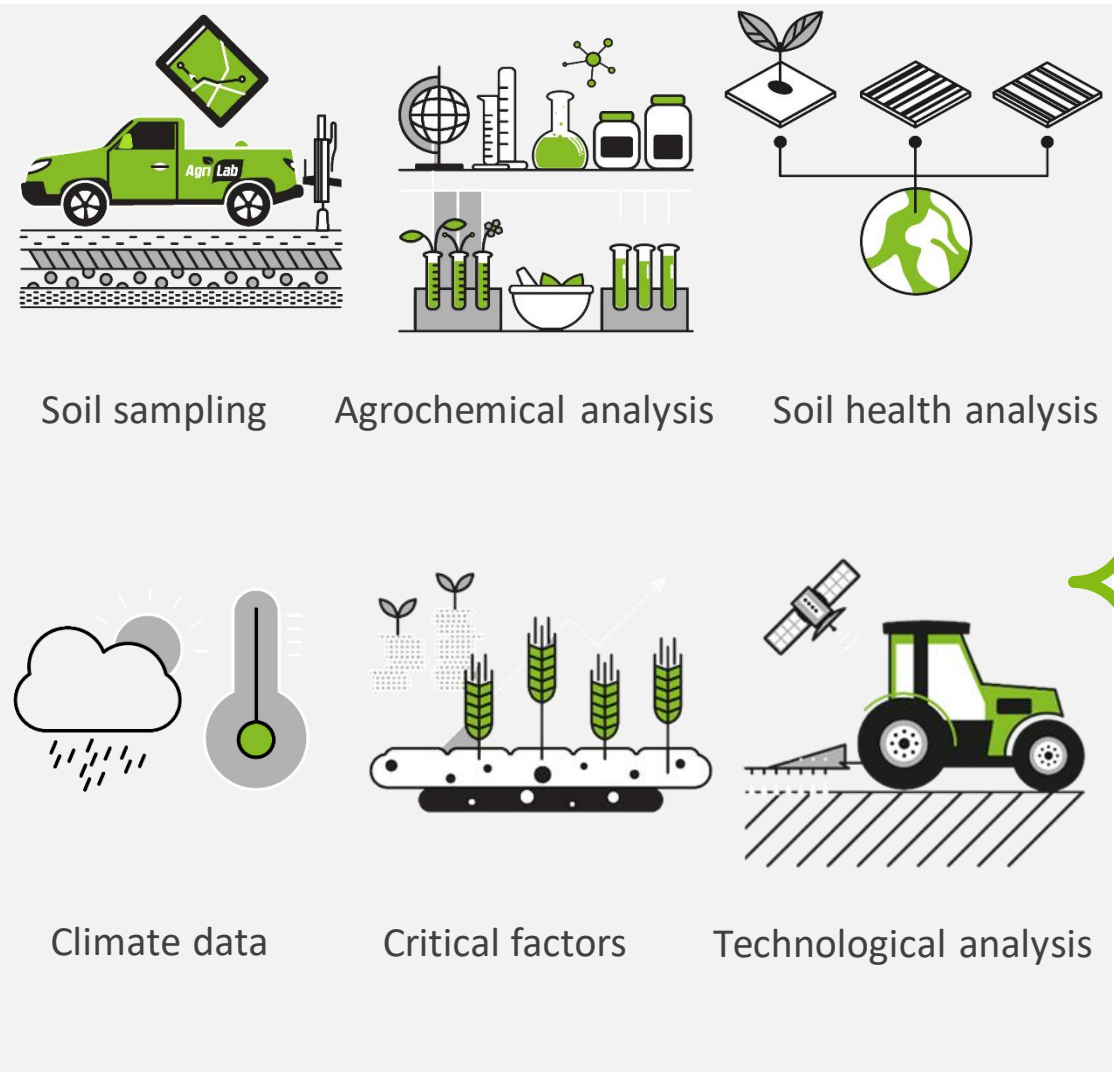 Agri Lab
Soil sampling
Agrochemical analysis
Soil health analysis
Climate data
Critical factors
Technological analysis